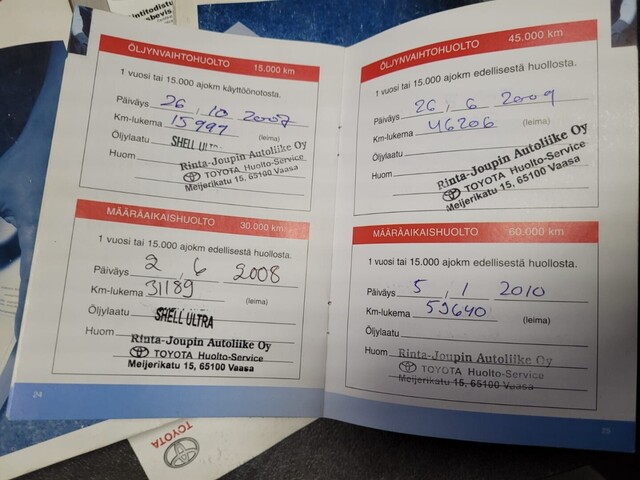 ÖLJYNVAIHTOHUOLTO 15.000 km
1 vuosi tai 15.000 ajokm käyttöönotosta.
Päiväys 26 . 10 2007
Km-lukema 15997 (leima)
Öljylaatu SHELL
Huom
Rinta-Joupin Autoliike Oy
TOYOTA Huolto-Service
Meijerikatu 15, 65100 Vaasa
MÄÄRÄAIKAISHUOLTO 30.000 km
1 vuosi tai 15.000 ajokm edellisestä huollosta.
Päiväys 2 . 6 2008
Km-lukema 31189 (leima)
Öljylaatu SHELL ULTRA
Huom
Rinta-Joupin Autoliike Oy
TOYOTA Huolto-Service
Meijerikatu 15, 65100 Vaasa
24
ÖLJYNVAIHTOHUOLTO 45.000 km
1 vuosi tai 15.000 ajokm edellisestä huollosta.
Päiväys 26 . 6 2009
Km-lukema 46206 (leima)
Öljylaatu
Huom
Rinta-Joupin Autoliike Oy
TOYOTA Huolto-Service
Meijerikatu 15, 65100 Vaasa
MÄÄRÄAIKAISHUOLTO 60.000 km
1 vuosi tai 15.000 ajokm edellisestä huollosta.
Päiväys 5 . 1 2010
Km-lukema 59640 (leima)
Öljylaatu
Huom
Rinta-Joupin Autoliike Oy
TOYOTA Huolto-Service
Meijerikatu 15, 65100 Vaasa
25
TOYOTA